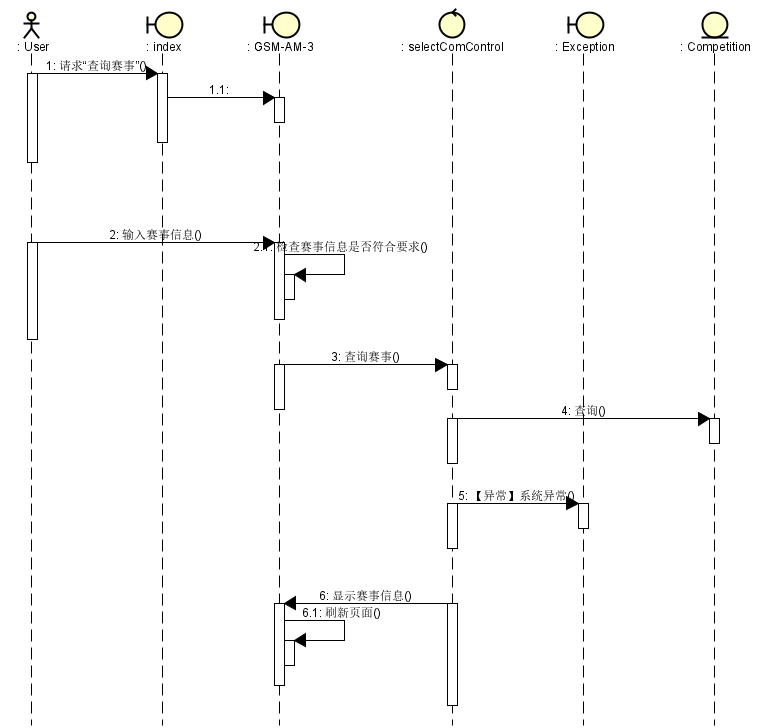 : User
: index
: GSM-AM-3
: selectComControl
: Exception
: Competition
1: 请求“查询赛事”()
1.1:
2: 输入赛事信息()
2.1: 检查赛事信息是否符合要求()
3: 查询赛事()
4: 查询()
5: 【异常】系统异常()
6: 显示赛事信息()
6.1: 刷新页面()